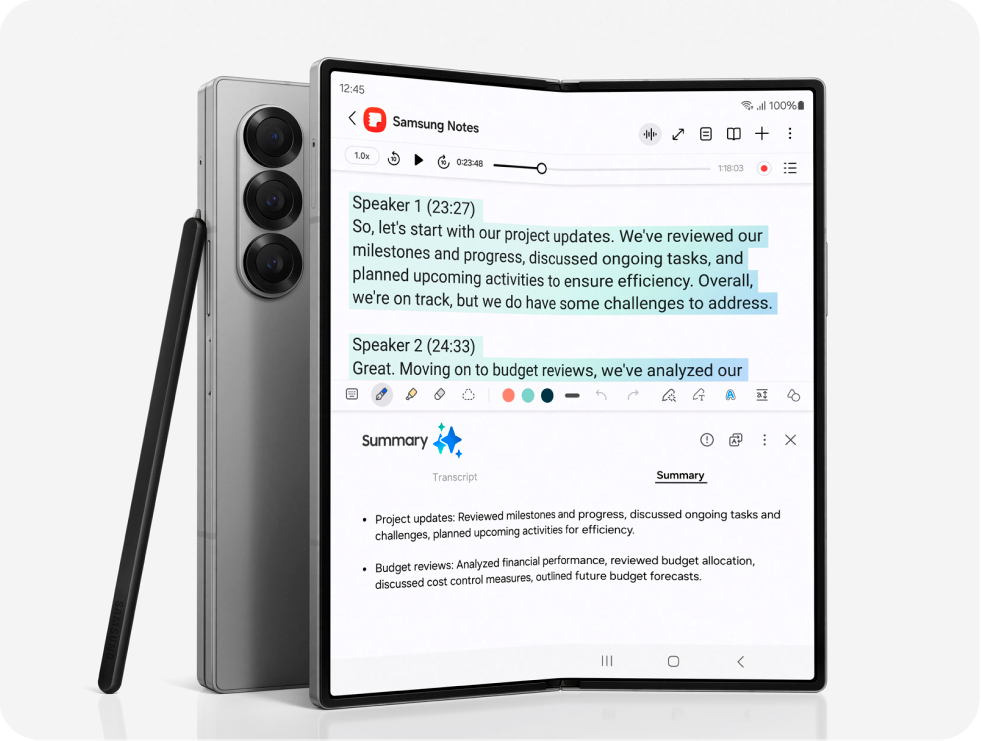 12:45
100%
Samsung Notes
1.0x
10
10
0:23:48
1:18:03
Speaker 1 (23:27)
So, let's start with our project updates. We've reviewed our
milestones and progress, discussed ongoing tasks, and
planned upcoming activities to ensure efficiency. Overall,
we're on track, but we do have some challenges to address.
Speaker 2 (24:33)
Great. Moving on to budget reviews, we've analyzed our
Summary
Transcript
Summary
• Project updates: Reviewed milestones and progress, discussed ongoing tasks and
challenges, planned upcoming activities for efficiency.
• Budget reviews: Analyzed financial performance, reviewed budget allocation,
discussed cost control measures, outlined future budget forecasts.